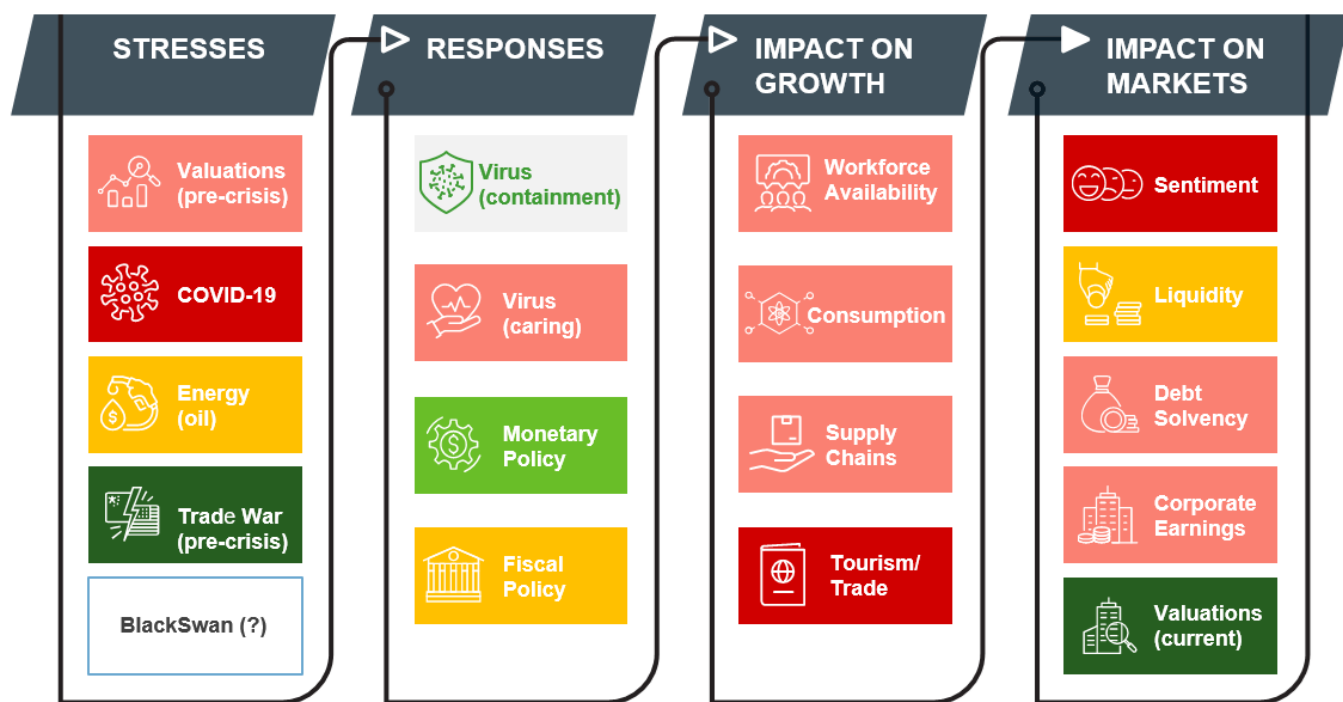 STRESSES
Valuations
(pre-crisis)
COVID-19
Energy
(oil)
Trade War
(pre-crisis)
BlackSwan (?)
RESPONSES
Virus
(containment)
Virus
(caring)
Monetary
Policy
Fiscal
Policy
IMPACT ON
GROWTH
Workforce
Availability
Consumption
Supply
Chains
Tourism/
Trade
IMPACT ON
MARKETS
Sentiment
Liquidity
Debt
Solvency
Corporate
Earnings
Valuations
(current)